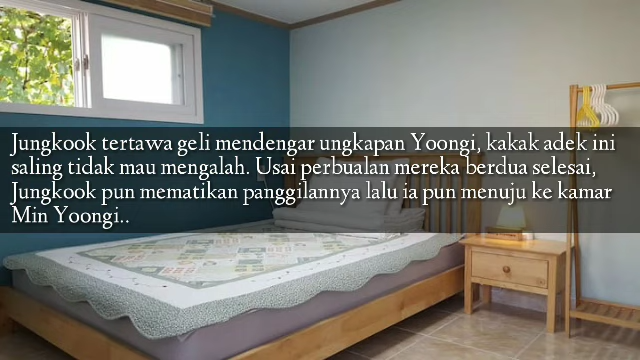 Jungkook tertawa geli mendengar ungkapan Yoongi, kakak adek ini
saling tidak mau mengalah. Usai perbualan mereka berdua selesai,
Jungkook pun mematikan panggilannya lalu ia pun menuju ke kamar
Min Yoongi..